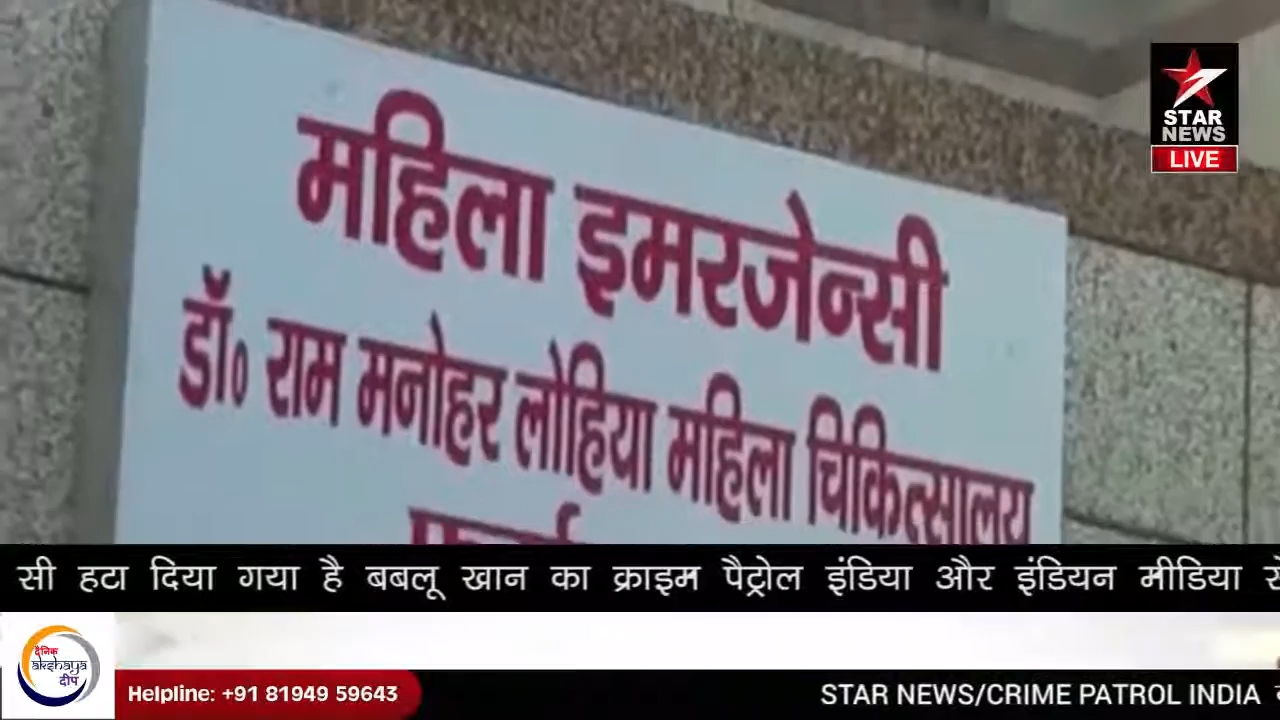 महिला इमरजेन्सी
डॉ० राम मनोहर लोहिया महिला चिकित्सालय
STAR
NEWS
LIVE
सी हटा दिया गया है बबलू खान का क्राइम पैट्रोल इंडिया और इंडियन मीडिया
दैनिक
akshaya
दीप
Helpline: +91 81949 59643
STAR NEWS/CRIME PATROL INDIA